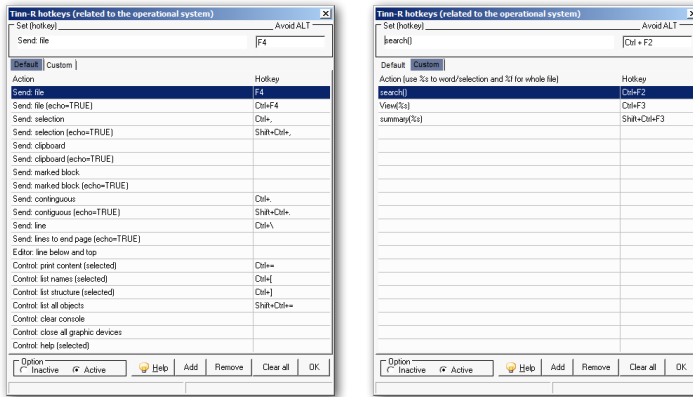 Tinn-R hotkeys (related to the operational system)
Set (hotkey) Avoid ALT
Send: file F4
Default Custom
Action Hotkey
Send: file F4
Send: file (echo=TRUE) Ctrl+F4
Send: selection Ctrl+,
Send: selection (echo=TRUE) Shift+Ctrl+,
Send: clipboard
Send: clipboard (echo=TRUE)
Send: marked block
Send: marked block (echo=TRUE)
Send: continguous Ctrl+.
Send: contiguous (echo=TRUE) Shift+Ctrl+.
Send: line Ctrl+\
Send: lines to end page (echo=TRUE)
Editor: line below and top
Control: print content (selected) Ctrl+=
Control: list names (selected) Ctrl+[
Control: list structure (selected) Ctrl+]
Control: list all objects Shift+Ctrl+=
Control: clear console
Control: close all graphic devices
Control: help (selected)
Option
Inactive Active Help Add Remove Clear all OK
Tinn-R hotkeys (related to the operational system)
Set (hotkey) Avoid ALT
search() Ctrl + F2
Default Custom
Action (use %s to word/selection and %f for whole file) Hotkey
search() Ctrl+F2
View(%s) Ctrl+F3
summary(%s) Shift+Ctrl+F3
Option
Inactive Active Help Add Remove Clear all OK